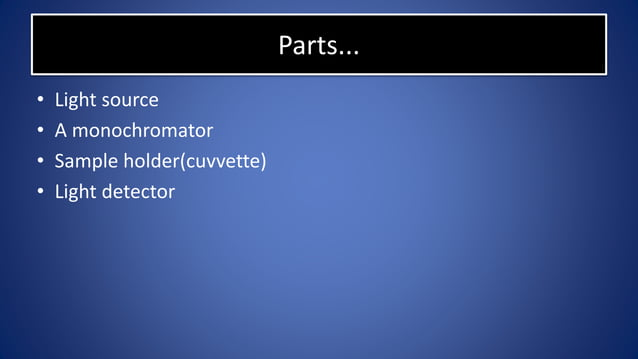 Parts...
• Light source
• A monochromator
• Sample holder(cuvvette)
• Light detector